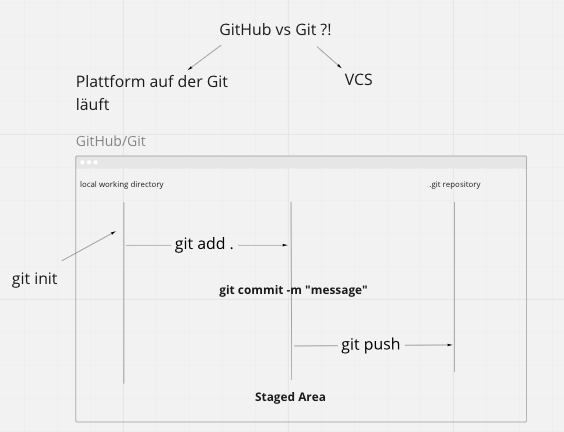 GitHub vs Git ?!
Plattform auf der Git
läuft
VCS
GitHub/Git
local working directory
.git repository
git add .
git init
git commit -m "message"
git push
Staged Area